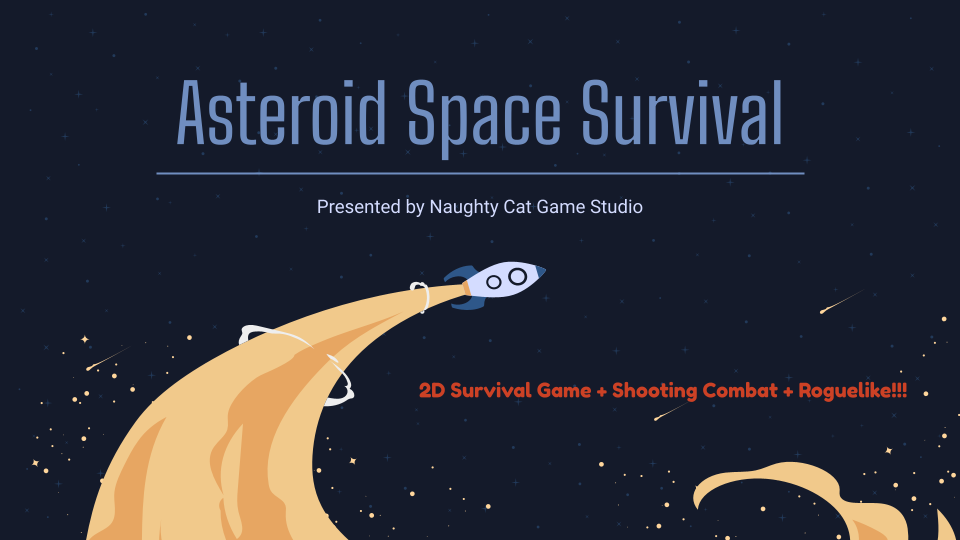 Asteroid Space Survival
Presented by Naughty Cat Game Studio
2D Survival Game + Shooting Combat + Roguelike!!!